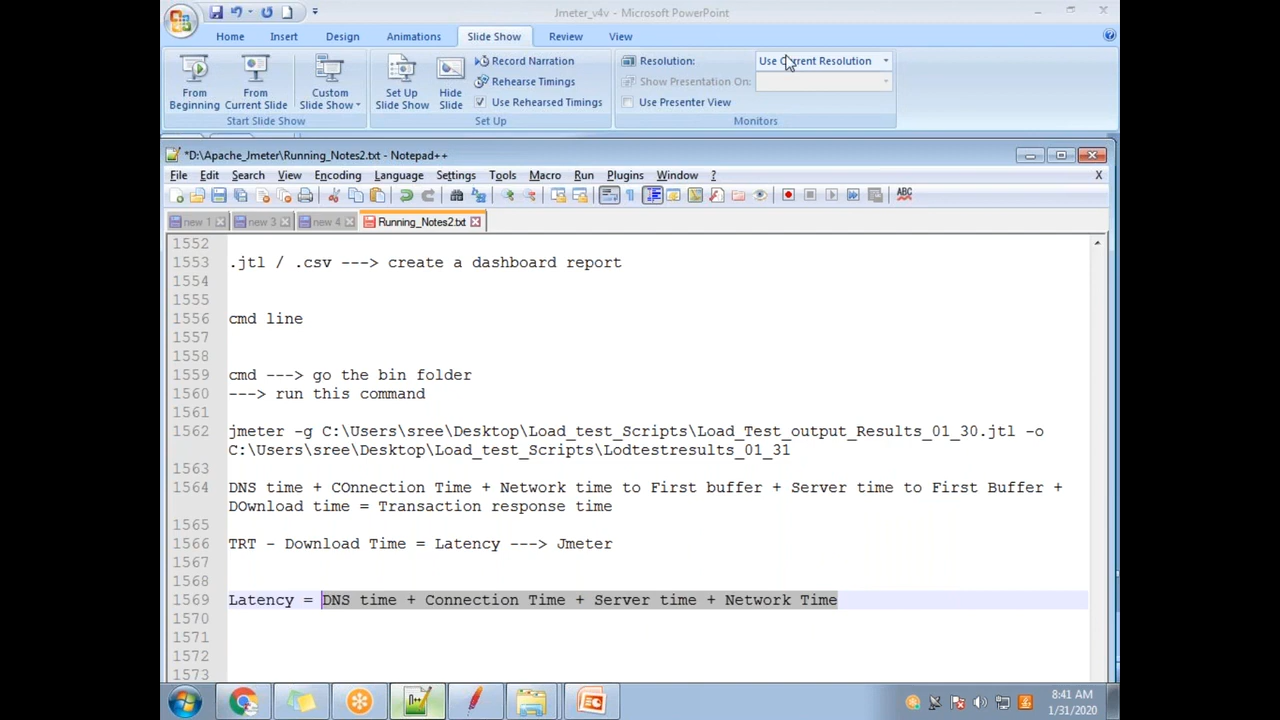 Jmeter_v4v - Microsoft PowerPoint
Home Insert Design Animations Slide Show Review View
From Beginning
From Current Slide
Custom Slide Show
Start Slide Show
Set Up Slide Show
Hide Slide
Record Narration
Rehearse Timings
Use Rehearsed Timings
Set Up
Resolution: Use Current Resolution
Show Presentation On:
Use Presenter View
Monitors
*D:\Apache_Jmeter\Running_Notes2.txt - Notepad++
File Edit Search View Encoding Language Settings Tools Macro Run Plugins Window ? X
ABC
new 1 new 3 new 4 Running_Notes2.txt
1552
1553 .jtl / .csv ---> create a dashboard report
1554
1555
1556 cmd line
1557
1558
1559 cmd ---> go the bin folder
1560 ---> run this command
1561
1562 jmeter -g C:\Users\sree\Desktop\Load_test_Scripts\Load_Test_output_Results_01_30.jtl -o
C:\Users\sree\Desktop\Load_test_Scripts\Lodtestresults_01_31
1563
1564 DNS time + COnnection Time + Network time to First buffer + Server time to First Buffer +
DOwnload time = Transaction response time
1565
1566 TRT - Download Time = Latency ---> Jmeter
1567
1568
1569 Latency = DNS time + Connection Time + Server time + Network Time
1570
1571
1572
1573
8:41 AM
1/31/2020